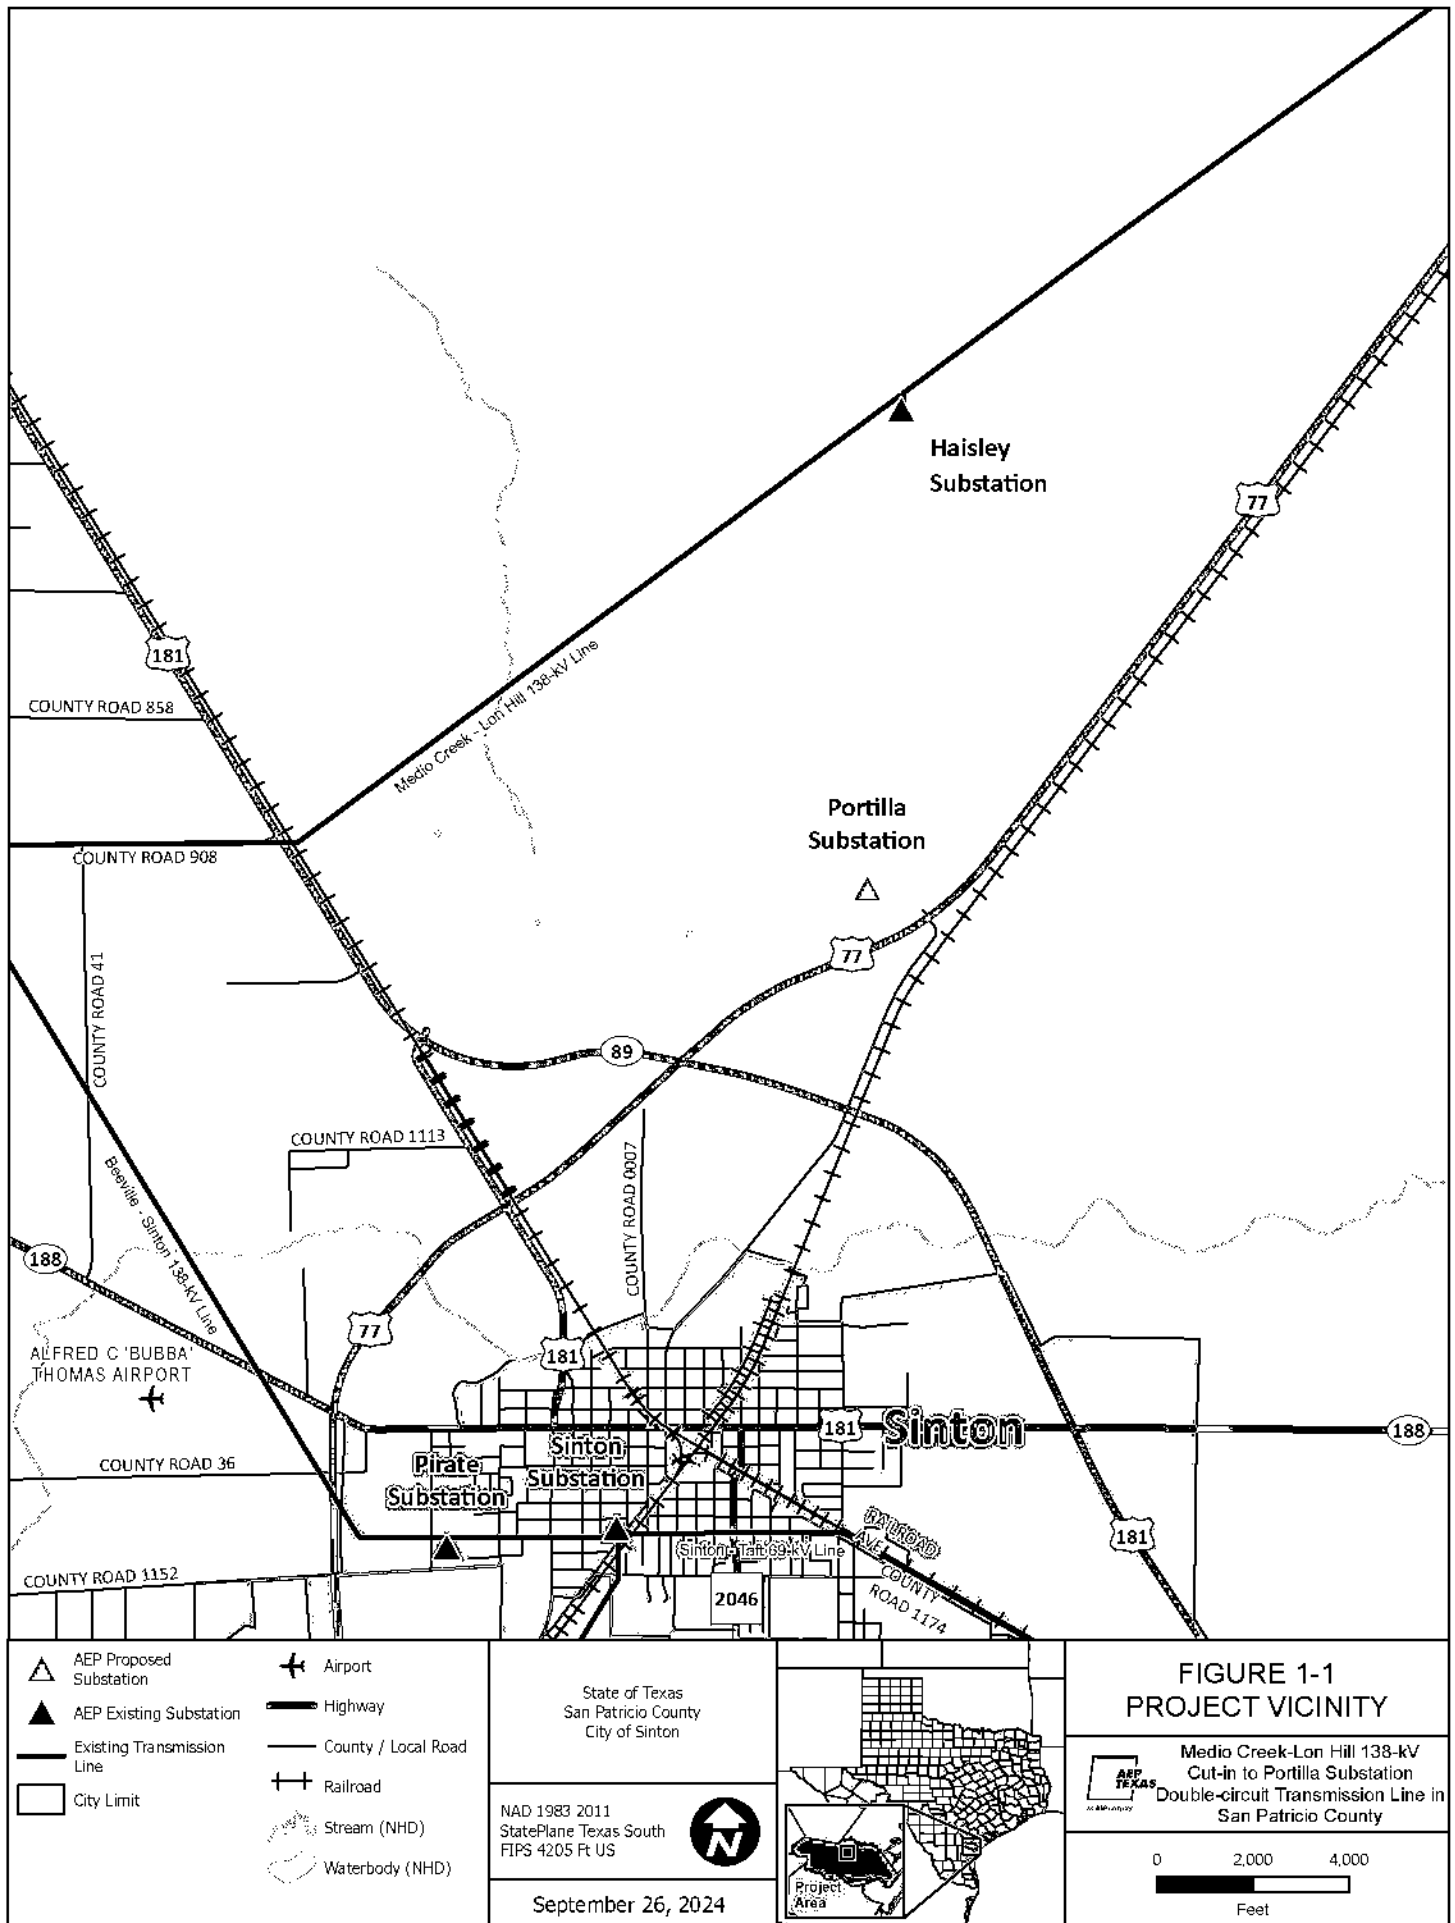 Haisley
Substation
77
181
COUNTY ROAD 858
Medio Creek - Lon Hill 138-kV Line
Portilla
Substation
COUNTY ROAD 908
77
COUNTY ROAD 41
89
COUNTY ROAD 1113
COUNTY ROAD 0007
Beeville - Sinton 138-kV Line
188
77
181
ALFRED C 'BUBBA'
THOMAS AIRPORT
181
Sinton
188
COUNTY ROAD 36
Pirate
Substation
Sinton
Substation
RAILROAD
AVE
181
Sinton - Taft 69-kV Line
COUNTY ROAD 1152
2046
COUNTY
ROAD 1174
AEP Proposed
Substation
AEP Existing Substation
Existing Transmission
Line
City Limit
Airport
Highway
County / Local Road
Railroad
Stream (NHD)
Waterbody (NHD)
State of Texas
San Patricio County
City of Sinton
NAD 1983 2011
StatePlane Texas South
FIPS 4205 Ft US
N
September 26, 2024
Project
Area
FIGURE 1-1
PROJECT VICINITY
AEP
TEXAS
Medio Creek-Lon Hill 138-kV
Cut-in to Portilla Substation
Double-circuit Transmission Line in
San Patricio County
0 2,000 4,000
Feet